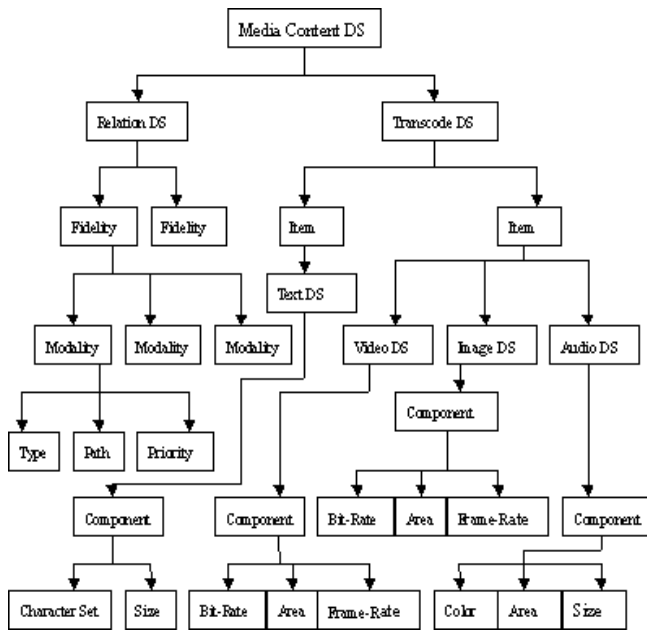 Media Content DS
Relation DS
Transcode DS
Fidelity
Fidelity
Item
Item
Text DS
Modality
Modality
Modality
Video DS
Image DS
Audio DS
Component
Type
Path
Priority
Component
Component
Bit-Rate
Area
Frame-Rate
Component
Character Set
Size
Bit-Rate
Area
Frame-Rate
Color
Area
Size